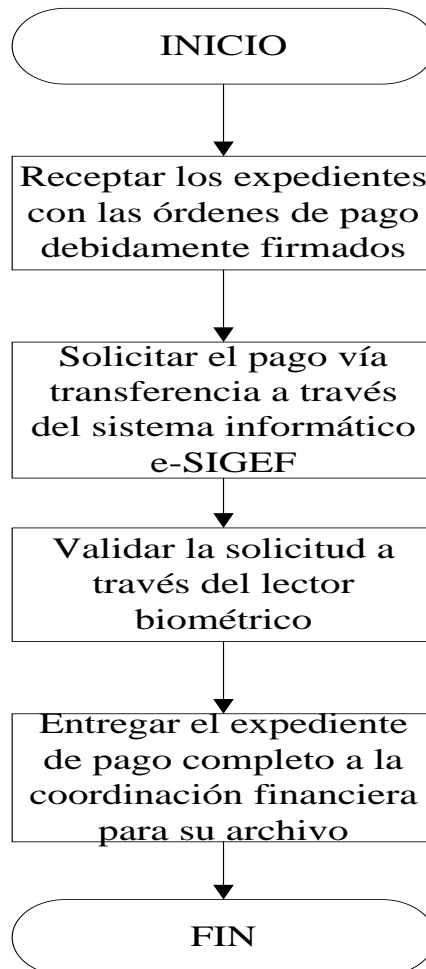 INICIO
Receptar los expedientes
con las órdenes de pago
debidamente firmados
Solicitar el pago vía
transferencia a través
del sistema informático
e-SIGEF
Validar la solicitud a
través del lector
biométrico
Entregar el expediente
de pago completo a la
coordinación financiera
para su archivo
FIN